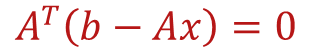 $A^T(b - Ax) = 0$